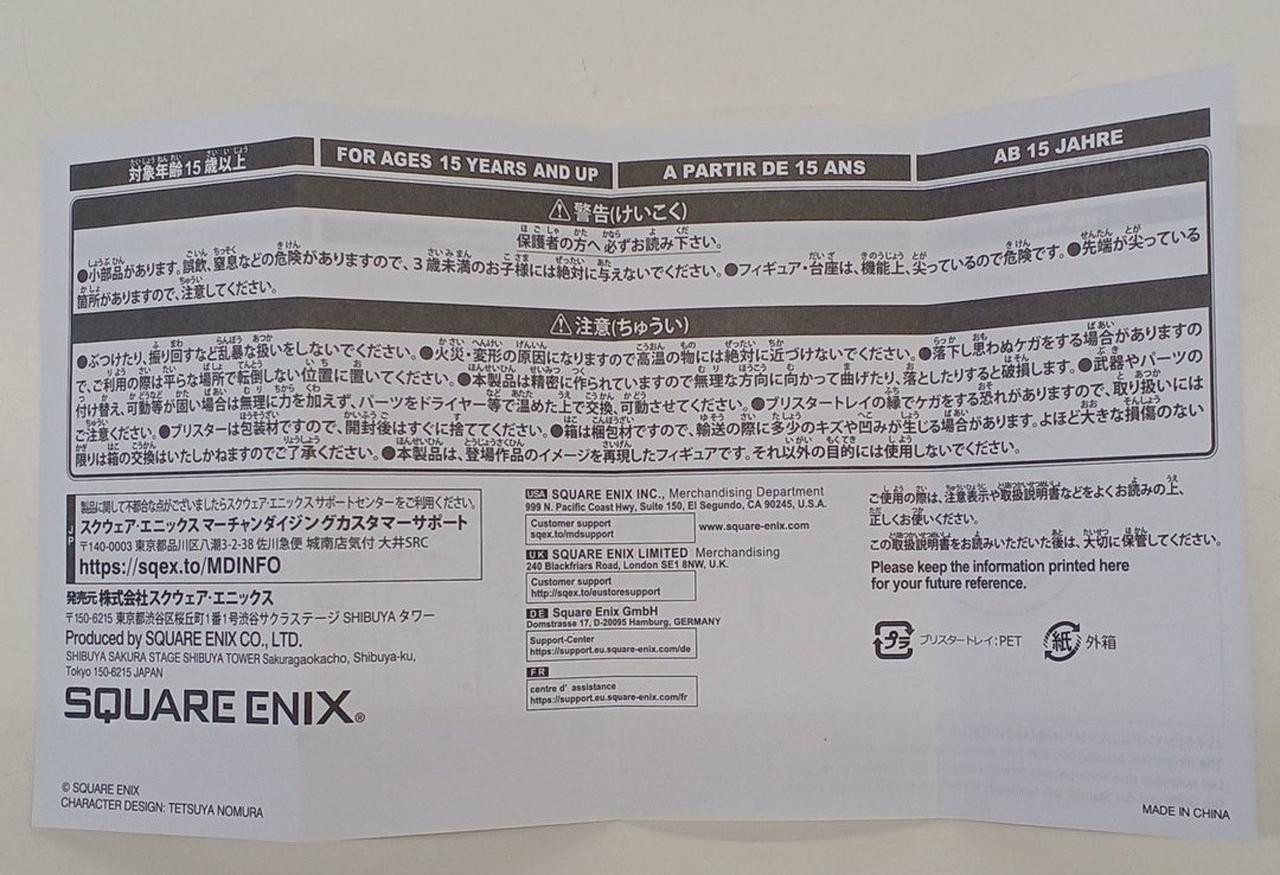 対象年齢15歳以上
FOR AGES 15 YEARS AND UP
A PARTIR DE 15 ANS
AB 15 JAHRE
⚠警告(けいこく)
保護者の方へ 必ずお読み下さい。
●小部品があります。誤飲、窒息などの危険がありますので、3歳未満のお子様には絶対に与えないでください。●フィギュア・台座は、機能上、尖っているので危険です。●先端が尖っている
箇所がありますので、注意してください。
⚠注意(ちゅうい)
●ぶつけたり、振り回すなど乱暴な扱いをしないでください。●火災・変形の原因になりますので高温の物には絶対に近づけないでください。●落下し思わぬケガをする場合がありますの
で、ご利用の際は平らな場所で転倒しない位置に置いてください。●本製品は精密に作られていますので無理な方向に向かって曲げたり、落としたりすると破損します。●武器やパーツの
付け替え、可動等が固い場合は無理に力を加えず、パーツをドライヤー等で温めた上で交換、可動させてください。●ブリスタートレイの縁でケガをする恐れがありますので、取り扱いには
ご注意ください。●ブリスターは包装材ですので、開封後はすぐに捨ててください。●箱は梱包材ですので、輸送の際に多少のキズや凹みが生じる場合があります。よほど大きな損傷のない
限りは箱の交換はいたしかねますのでご了承ください。●本製品は、登場作品のイメージを再現したフィギュアです。それ以外の目的には使用しないでください。
JP
製品に関して不都合な点がございましたらスクウェア・エニックス サポートセンターをご利用ください。
スクウェア・エニックス マーチャンダイジングカスタマーサポート
〒140-0003 東京都品川区八潮3-2-38 佐川急便 城南店気付 大井SRC
https://sqex.to/MDINFO
発売元 株式会社スクウェア・エニックス
〒150-6215 東京都渋谷区桜丘町1番1号渋谷サクラステージ SHIBUYA タワー
Produced by SQUARE ENIX CO., LTD.
SHIBUYA SAKURA STAGE SHIBUYA TOWER Sakuragaokacho, Shibuya-ku,
Tokyo 150-6215 JAPAN
SQUARE ENIX®
© SQUARE ENIX
CHARACTER DESIGN: TETSUYA NOMURA
USA SQUARE ENIX INC., Merchandising Department
999 N. Pacific Coast Hwy, Suite 150, El Segundo, CA 90245, U.S.A.
Customer support
sqex.to/mdsupport
www.square-enix.com
UK SQUARE ENIX LIMITED Merchandising
240 Blackfriars Road, London SE1 8NW, U.K.
Customer support
http://sqex.to/eustoresupport
DE Square Enix GmbH
Domstrasse 17, D-20095 Hamburg, GERMANY
Support-Center
https://support.eu.square-enix.com/de
FR
centre d' assistance
https://support.eu.square-enix.com/fr
ご使用の際は、注意表示や取扱説明書などをよくお読みの上、
正しくお使いください。
この取扱説明書をお読みいただいた後は、大切に保管してください。
Please keep the information printed here
for your future reference.
プラ ブリスタートレイ:PET
紙 外箱
MADE IN CHINA